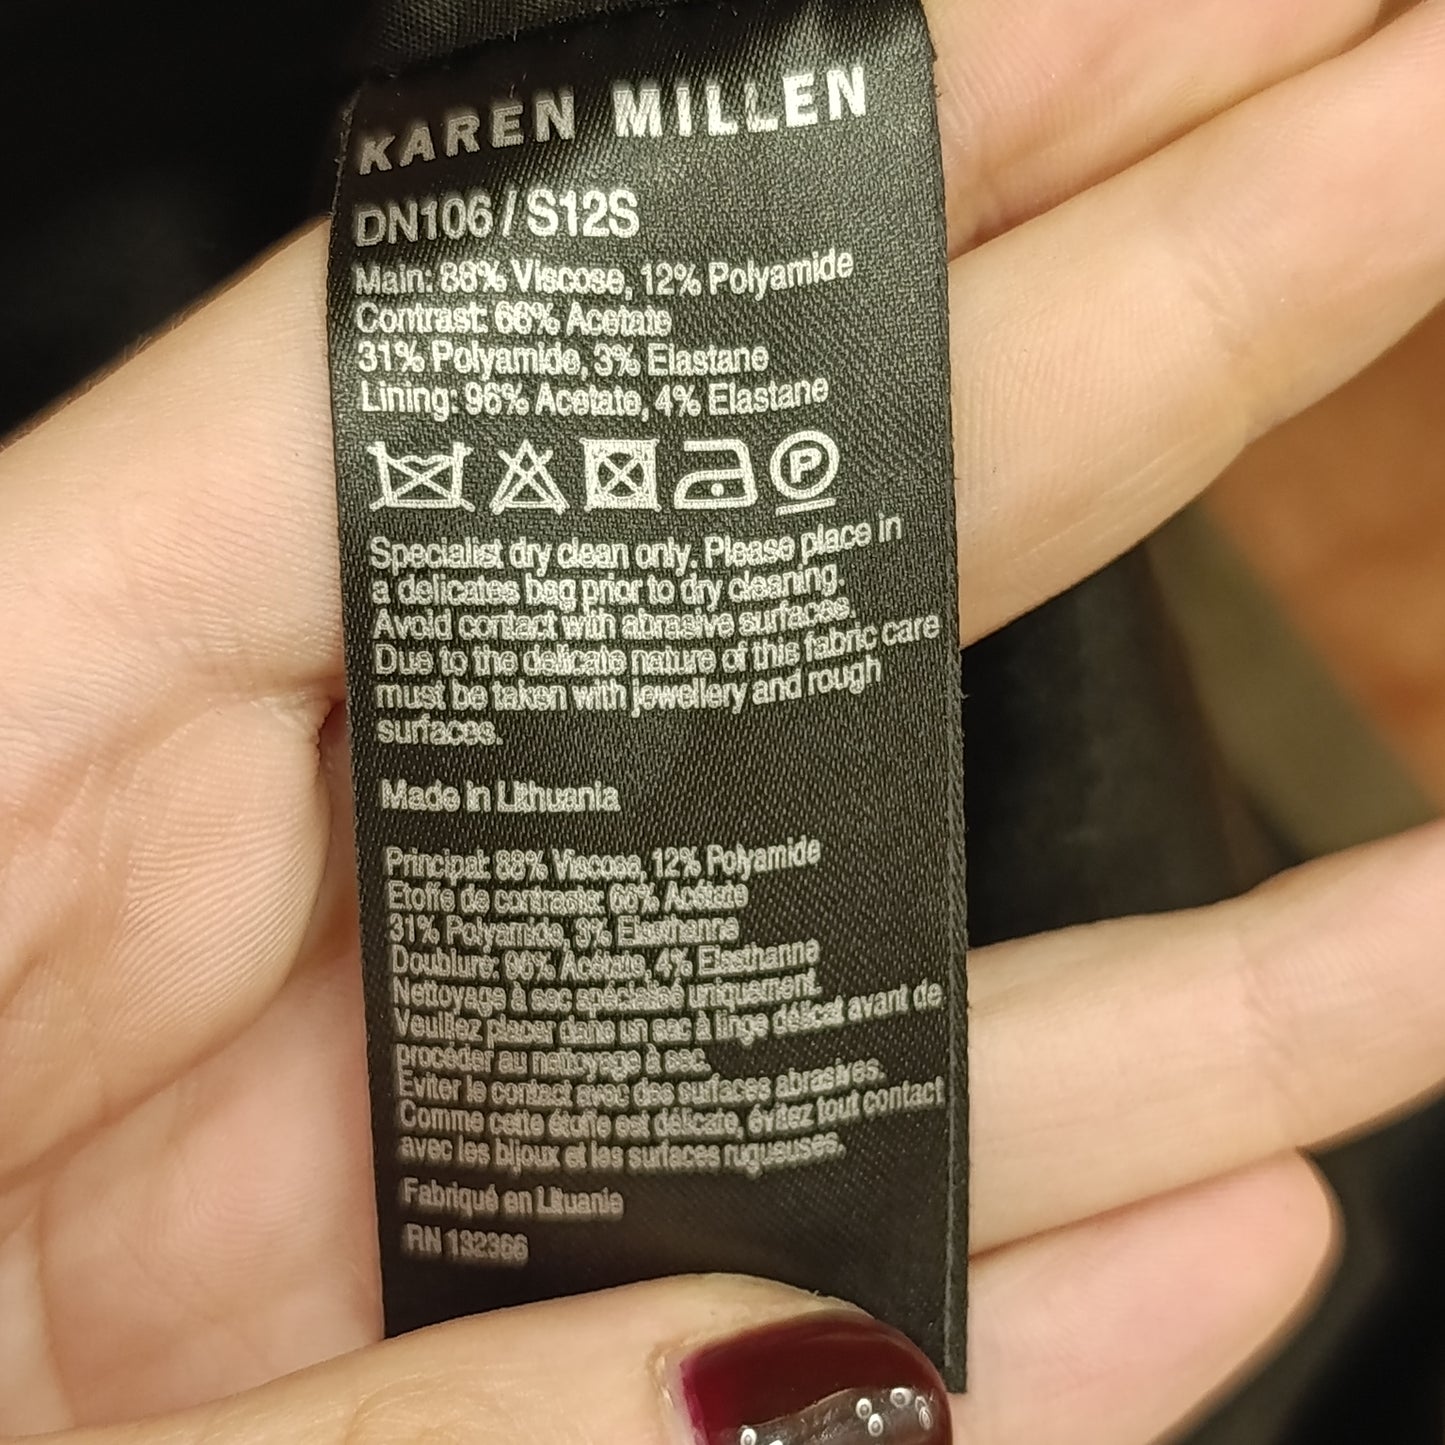 KAREN MILLEN
DN106 / S12S
Main: 88% Viscose, 12% Polyamide
Contrast: 66% Acetate
31% Polyamide, 3% Elastane
Lining: 96% Acetate, 4% Elastane
P
Specialist dry clean only. Please place in
a delicates bag prior to dry cleaning.
Avoid contact with abrasive surfaces.
Due to the delicate nature of this fabric care
must be taken with jewellery and rough
surfaces.
Made in Lithuania
Principal: 88% Viscose, 12% Polyamide
Etoffe de contraste: 66% Acétate
31% Polyamide, 3% Elasthanne
Doublure: 96% Acétate, 4% Elasthanne
Nettoyage à sec spécialisé uniquement.
Veuillez placer dans un sac à linge délicat avant de
procéder au nettoyage à sec.
Eviter le contact avec des surfaces abrasives.
Comme cette étoffe est délicate, évitez tout contact
avec les bijoux et les surfaces rugueuses.
Fabriqué en Lituanie
RN 132366